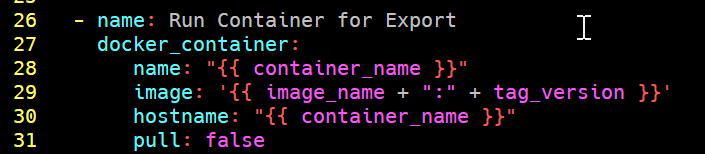 26   - name: Run Container for Export
27     docker_container:
28        name: "{{ container_name }}"
29        image: '{{ image_name + ":" + tag_version }}'
30        hostname: "{{ container_name }}"
31        pull: false